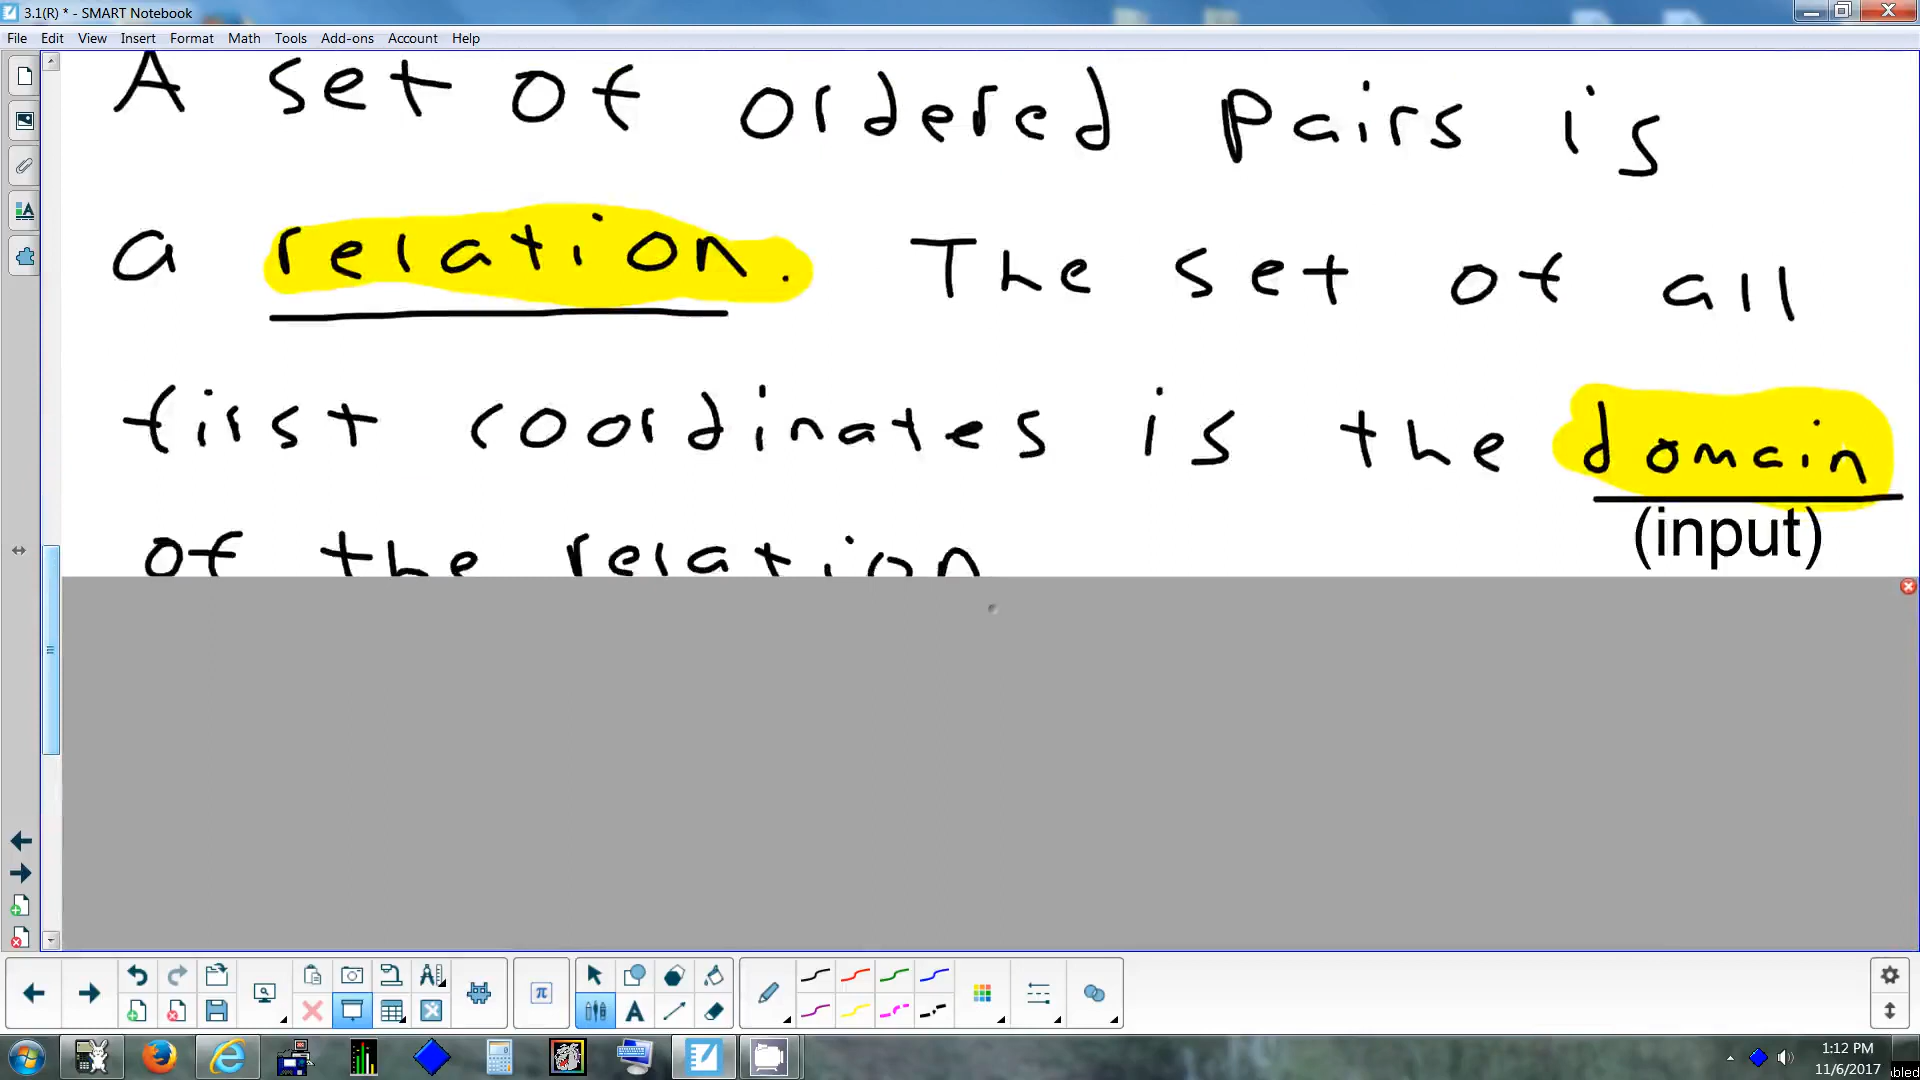 3.1(R) * - SMART Notebook
File Edit View Insert Format Math Tools Add-ons Account Help
A set of ordered pairs is
a relation. The set of all
first coordinates is the domain
(input)
of the relation
1:12 PM
11/6/2017
bled